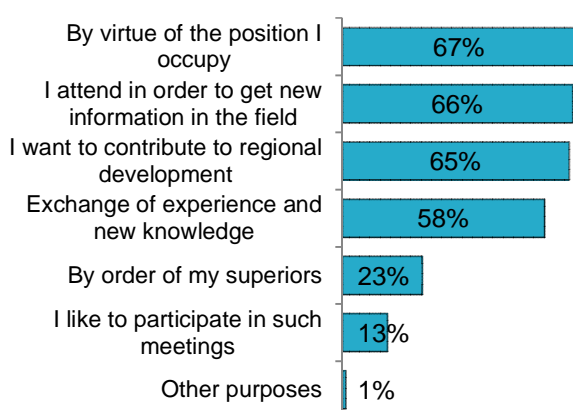 By virtue of the position I
occupy
67%
I attend in order to get new
information in the field
66%
I want to contribute to regional
development
65%
Exchange of experience and
new knowledge
58%
By order of my superiors
23%
I like to participate in such
meetings
13%
Other purposes
1%